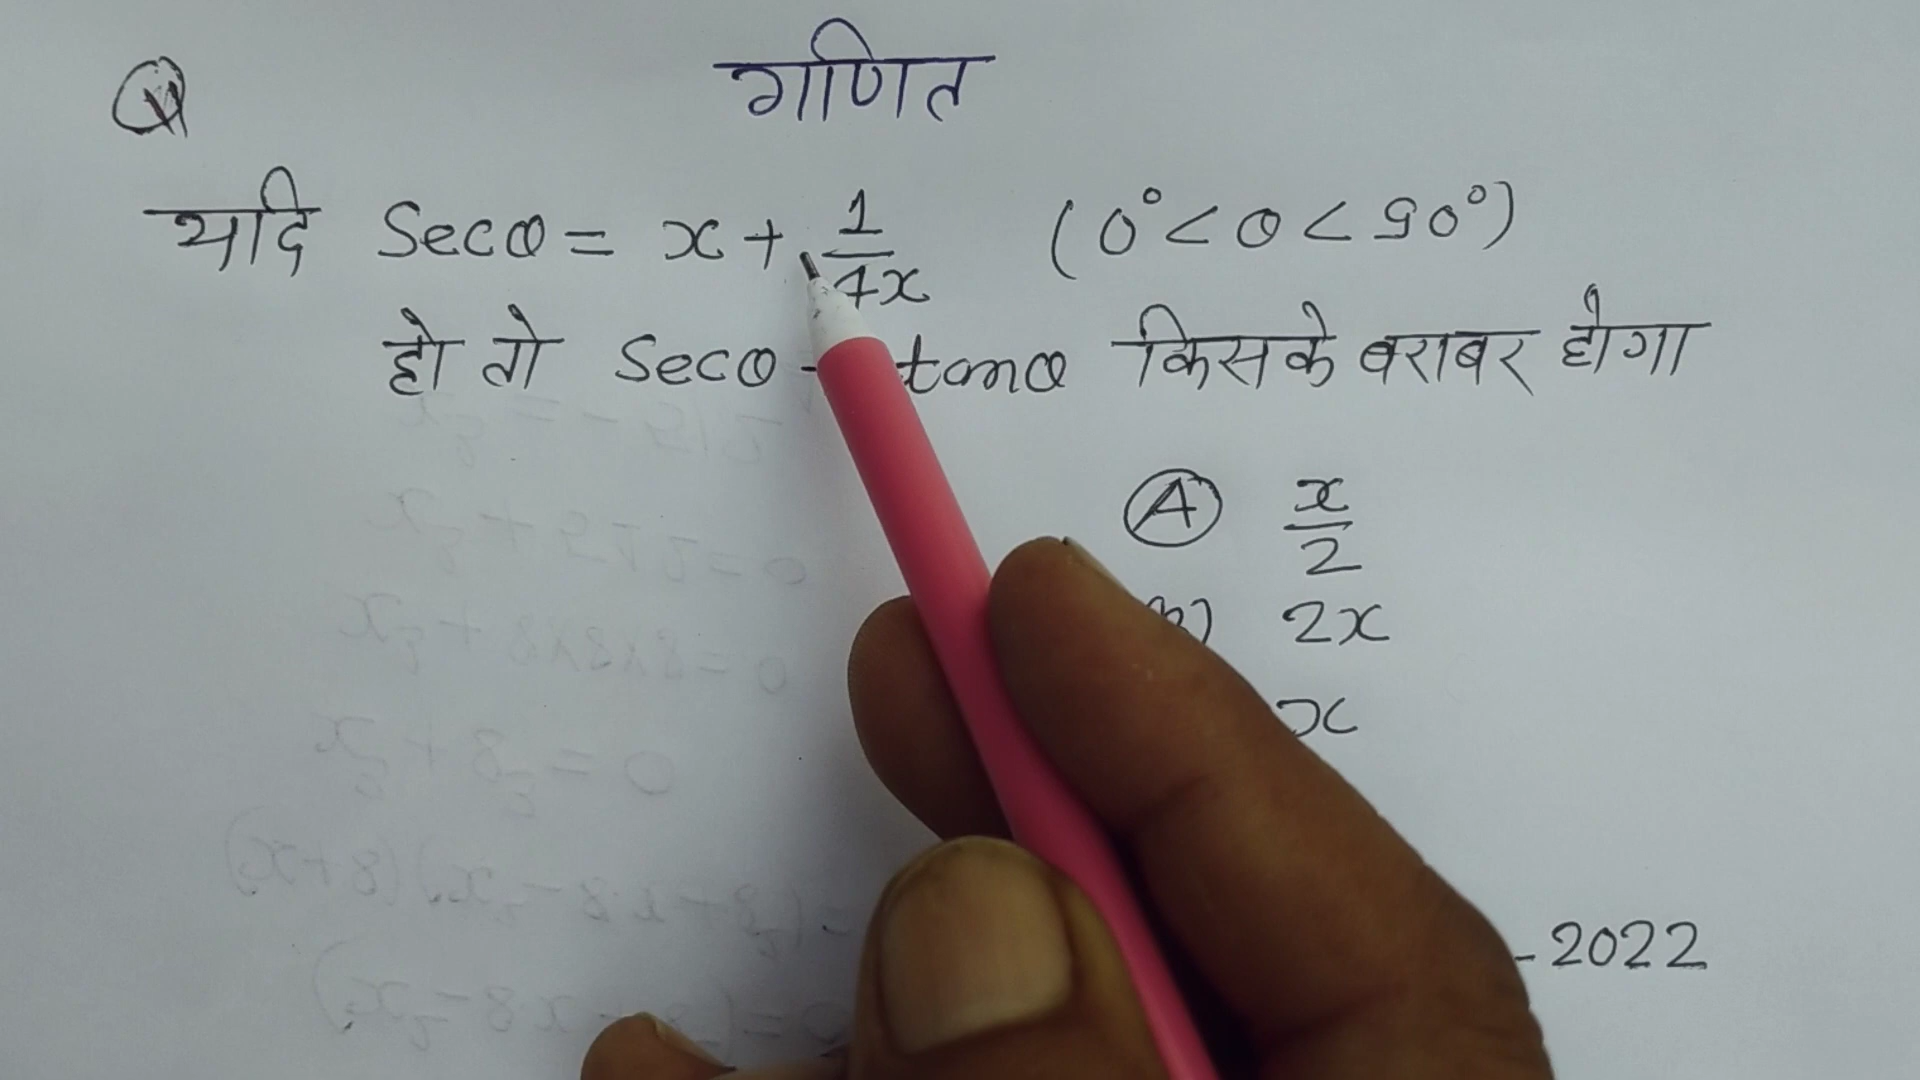 Q
गणित
यदि Secθ = x + 1/4x (0° < θ < 90°)
हो तो Secθ tanθ किसके बराबर होगा
(A) x/2
2x
x
-2022